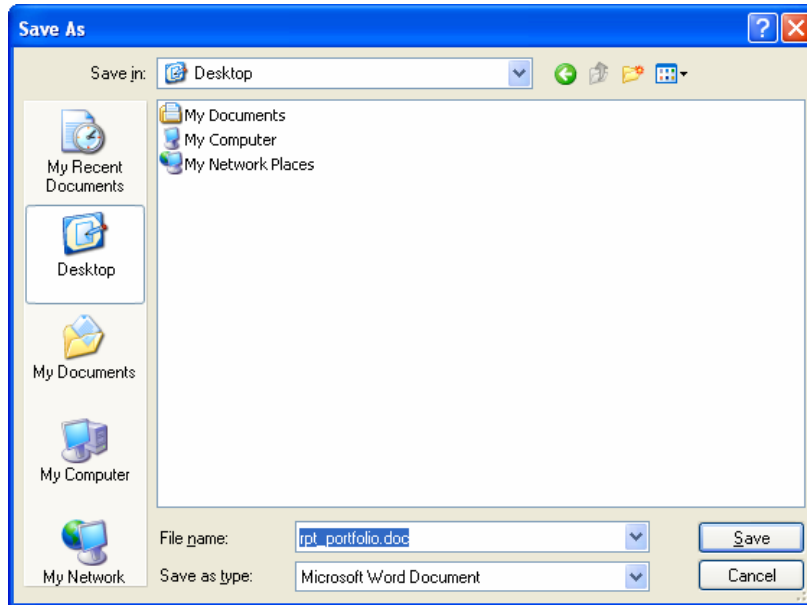 Save As
Save in:
Desktop
My Documents
My Computer
My Network Places
My Recent
Documents
Desktop
My Documents
My Computer
My Network
File name:
rpt_portfolio.doc
Save
Save as type:
Microsoft Word Document
Cancel